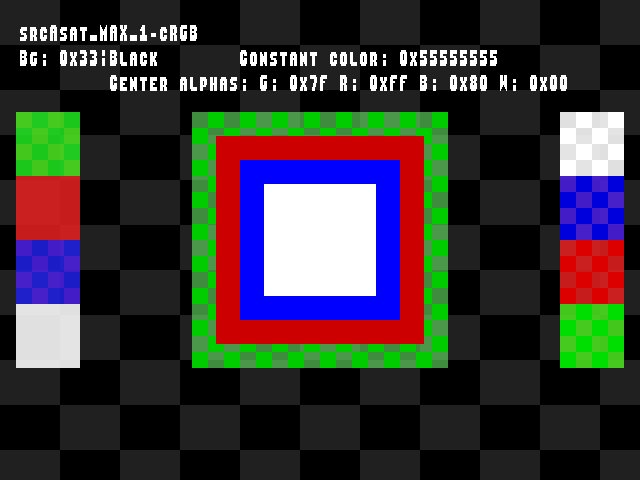 srcAsat_MAX_1-cRGB
Bg: 0x33¦Black Constant color: 0x55555555
Center alphas: G: 0x7f R: 0xff B: 0x80 W: 0x00